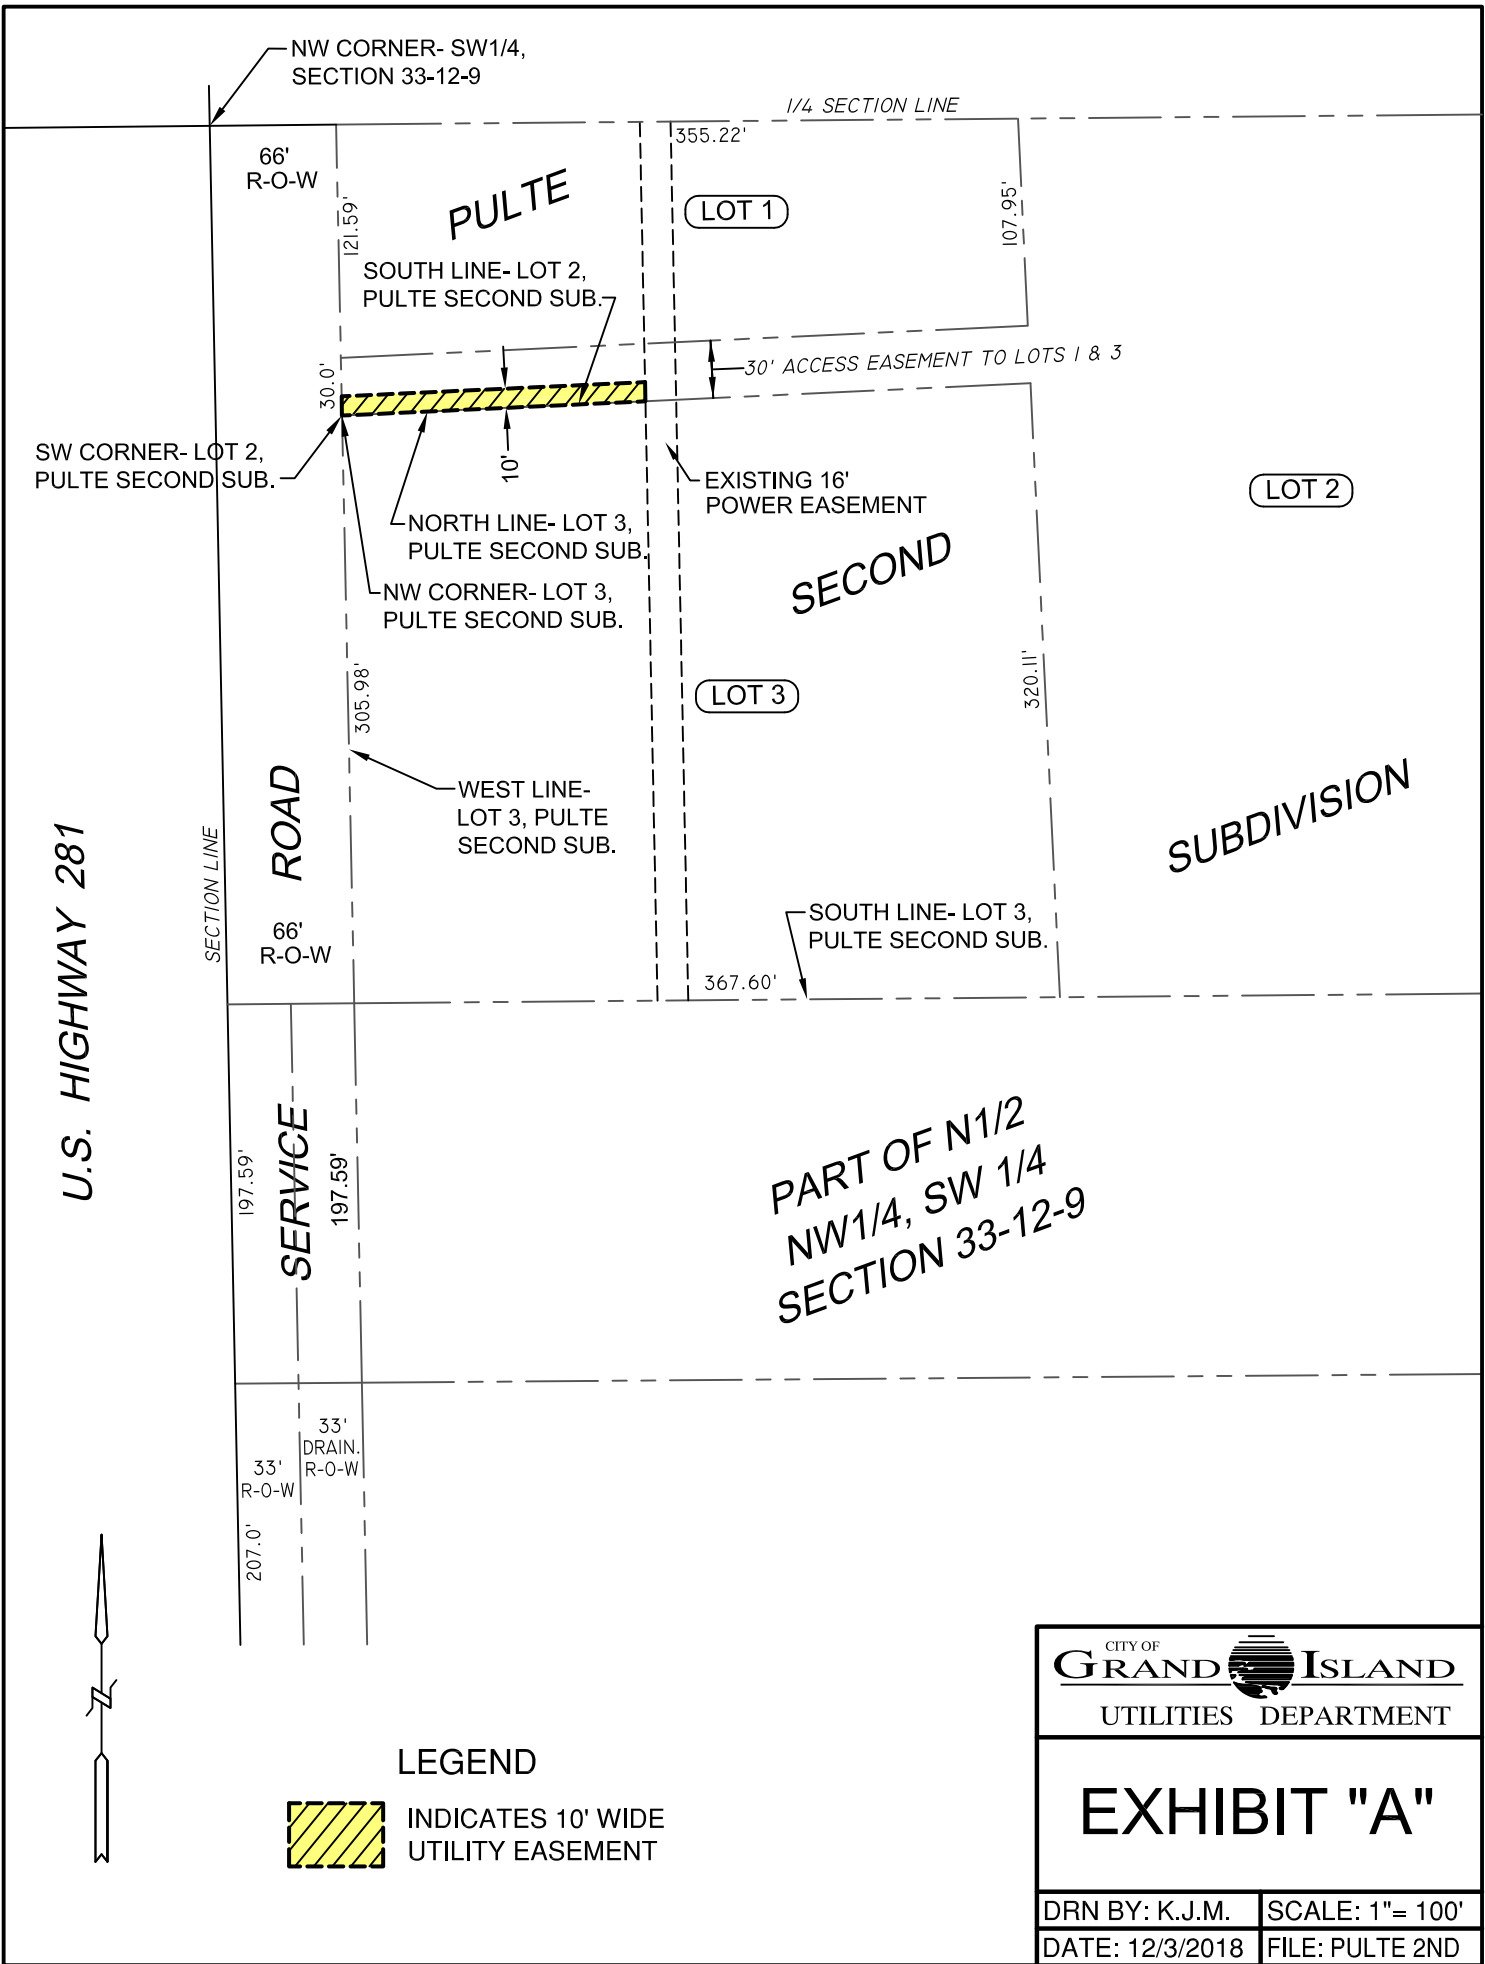 NW CORNER- SW1/4,
SECTION 33-12-9
1/4 SECTION LINE
66'
R-O-W
355.22'
PULTE
LOT 1
121.59'
107.95'
SOUTH LINE- LOT 2,
PULTE SECOND SUB.
30' ACCESS EASEMENT TO LOTS 1 & 3
30.0'
SW CORNER- LOT 2,
PULTE SECOND SUB.
10'
EXISTING 16'
POWER EASEMENT
LOT 2
NORTH LINE- LOT 3,
PULTE SECOND SUB.
SECOND
NW CORNER- LOT 3,
PULTE SECOND SUB.
305.98'
LOT 3
320.11'
WEST LINE-
LOT 3, PULTE
SECOND SUB.
ROAD
SUBDIVISION
U.S. HIGHWAY 281
SECTION LINE
66'
R-O-W
SOUTH LINE- LOT 3,
PULTE SECOND SUB.
367.60'
197.59'
SERVICE
197.59'
PART OF N1/2
NW1/4, SW 1/4
SECTION 33-12-9
33'
DRAIN.
R-O-W
33'
R-O-W
207.0'
N
LEGEND
INDICATES 10' WIDE
UTILITY EASEMENT
CITY OF
GRAND ISLAND
UTILITIES DEPARTMENT
EXHIBIT "A"
DRN BY: K.J.M.
SCALE: 1"= 100'
DATE: 12/3/2018
FILE: PULTE 2ND